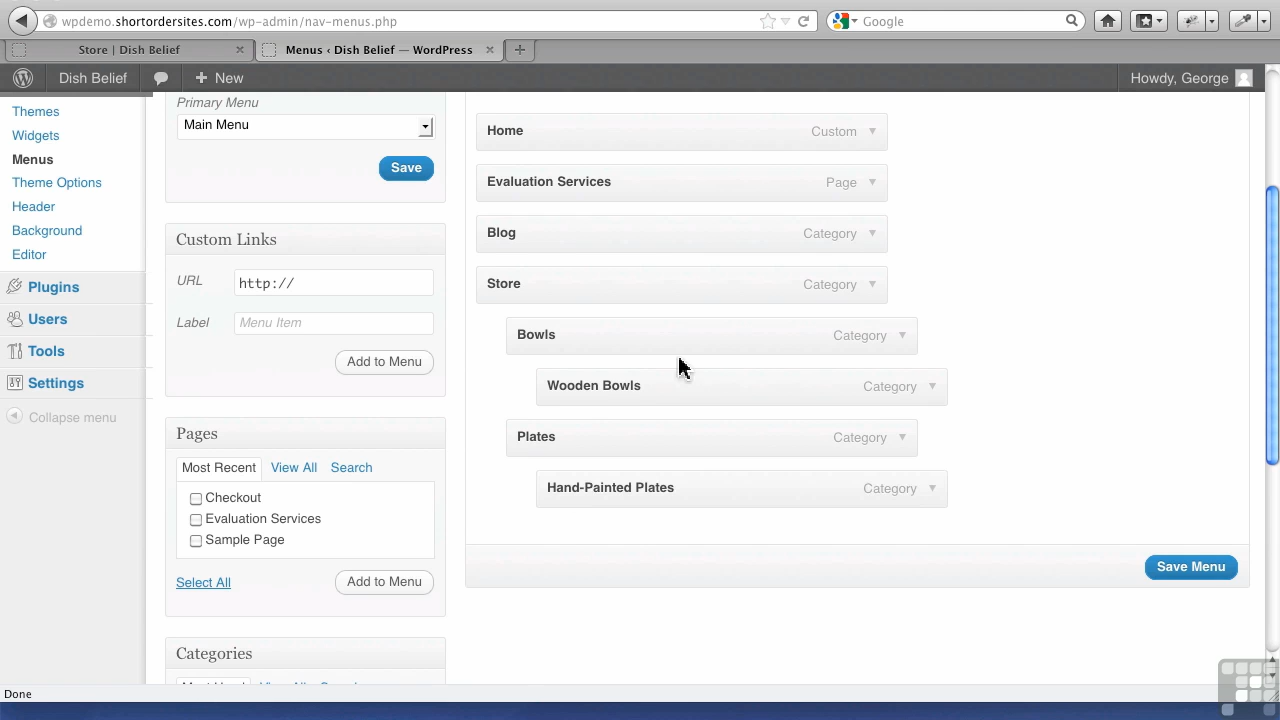 wpdemo.shortordersites.com/wp-admin/nav-menus.php
Google
Store | Dish Belief
Menus ‹ Dish Belief — WordPress
Dish Belief
New
Howdy, George
Themes
Widgets
Menus
Theme Options
Header
Background
Editor
Plugins
Users
Tools
Settings
Collapse menu
Primary Menu
Main Menu
Save
Custom Links
URL
http://
Label
Menu Item
Add to Menu
Pages
Most Recent
View All
Search
Checkout
Evaluation Services
Sample Page
Select All
Add to Menu
Categories
Home
Custom
Evaluation Services
Page
Blog
Category
Store
Category
Bowls
Category
Wooden Bowls
Category
Plates
Category
Hand-Painted Plates
Category
Save Menu
Done